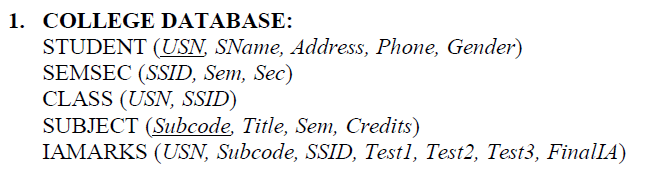 1. COLLEGE DATABASE:
STUDENT (USN, SName, Address, Phone, Gender)
SEMSEC (SSID, Sem, Sec)
CLASS (USN, SSID)
SUBJECT (Subcode, Title, Sem, Credits)
IAMARKS (USN, Subcode, SSID, Test1, Test2, Test3, FinalIA)